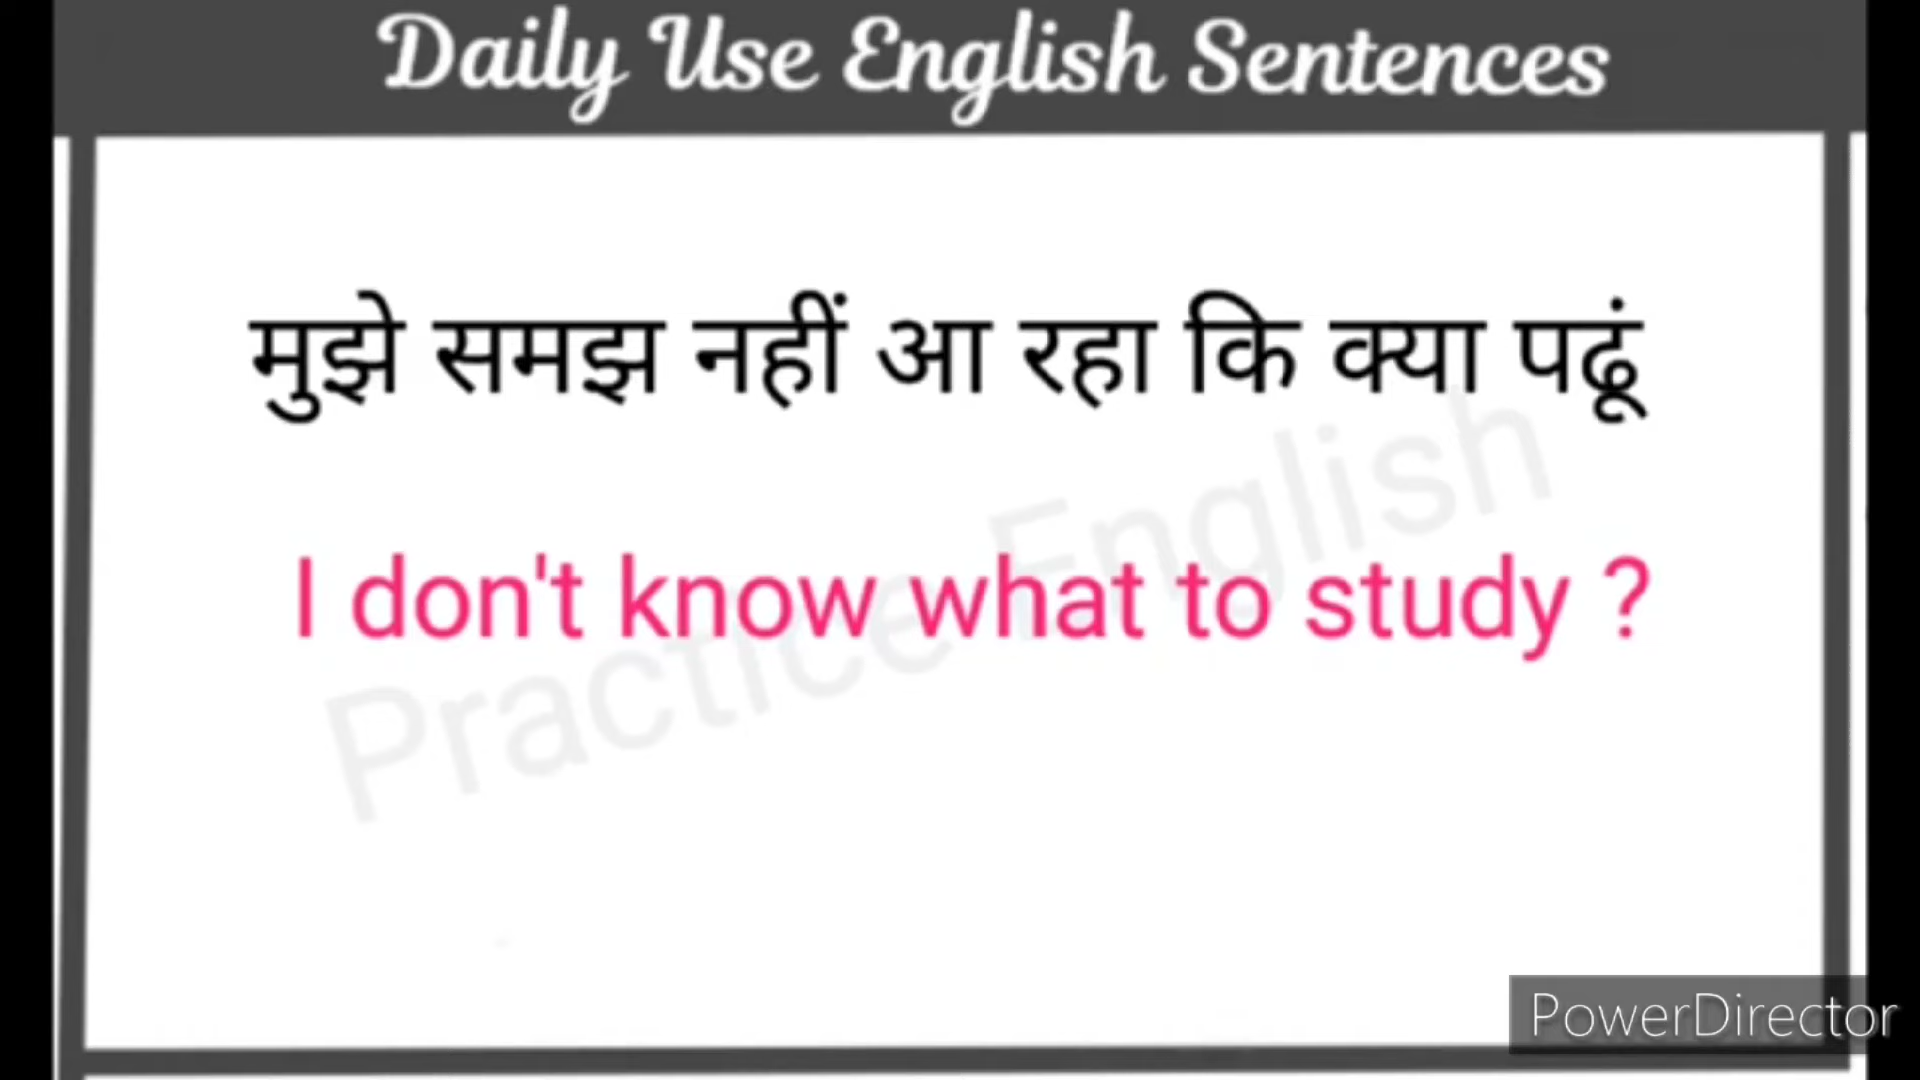 Daily Use English Sentences
मुझे समझ नहीं आ रहा कि क्या पढूं
I don't know what to study ?
Practice English
PowerDirector